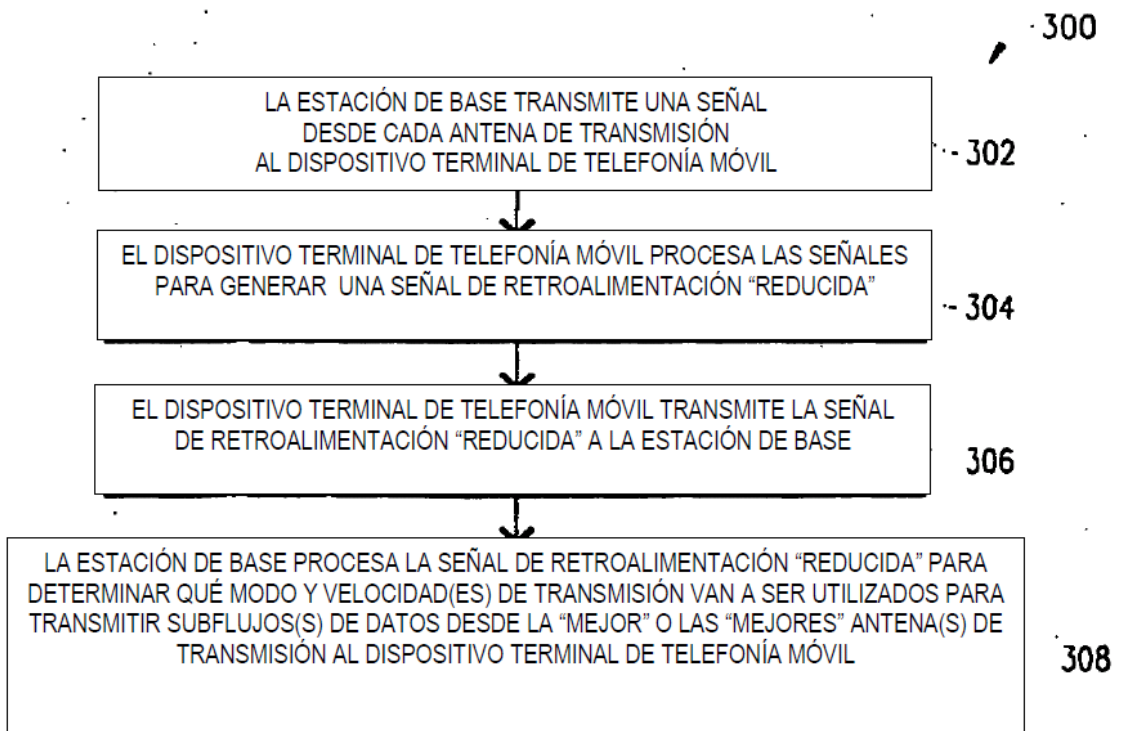 300
LA ESTACIÓN DE BASE TRANSMITE UNA SEÑAL
DESDE CADA ANTENA DE TRANSMISIÓN
AL DISPOSITIVO TERMINAL DE TELEFONÍA MÓVIL
302
EL DISPOSITIVO TERMINAL DE TELEFONÍA MÓVIL PROCESA LAS SEÑALES
PARA GENERAR UNA SEÑAL DE RETROALIMENTACIÓN “REDUCIDA”
304
EL DISPOSITIVO TERMINAL DE TELEFONÍA MÓVIL TRANSMITE LA SEÑAL
DE RETROALIMENTACIÓN “REDUCIDA” A LA ESTACIÓN DE BASE
306
LA ESTACIÓN DE BASE PROCESA LA SEÑAL DE RETROALIMENTACIÓN “REDUCIDA” PARA
DETERMINAR QUÉ MODO Y VELOCIDAD(ES) DE TRANSMISIÓN VAN A SER UTILIZADOS PARA
TRANSMITIR SUBFLUJOS(S) DE DATOS DESDE LA “MEJOR” O LAS “MEJORES” ANTENA(S) DE
TRANSMISIÓN AL DISPOSITIVO TERMINAL DE TELEFONÍA MÓVIL
308